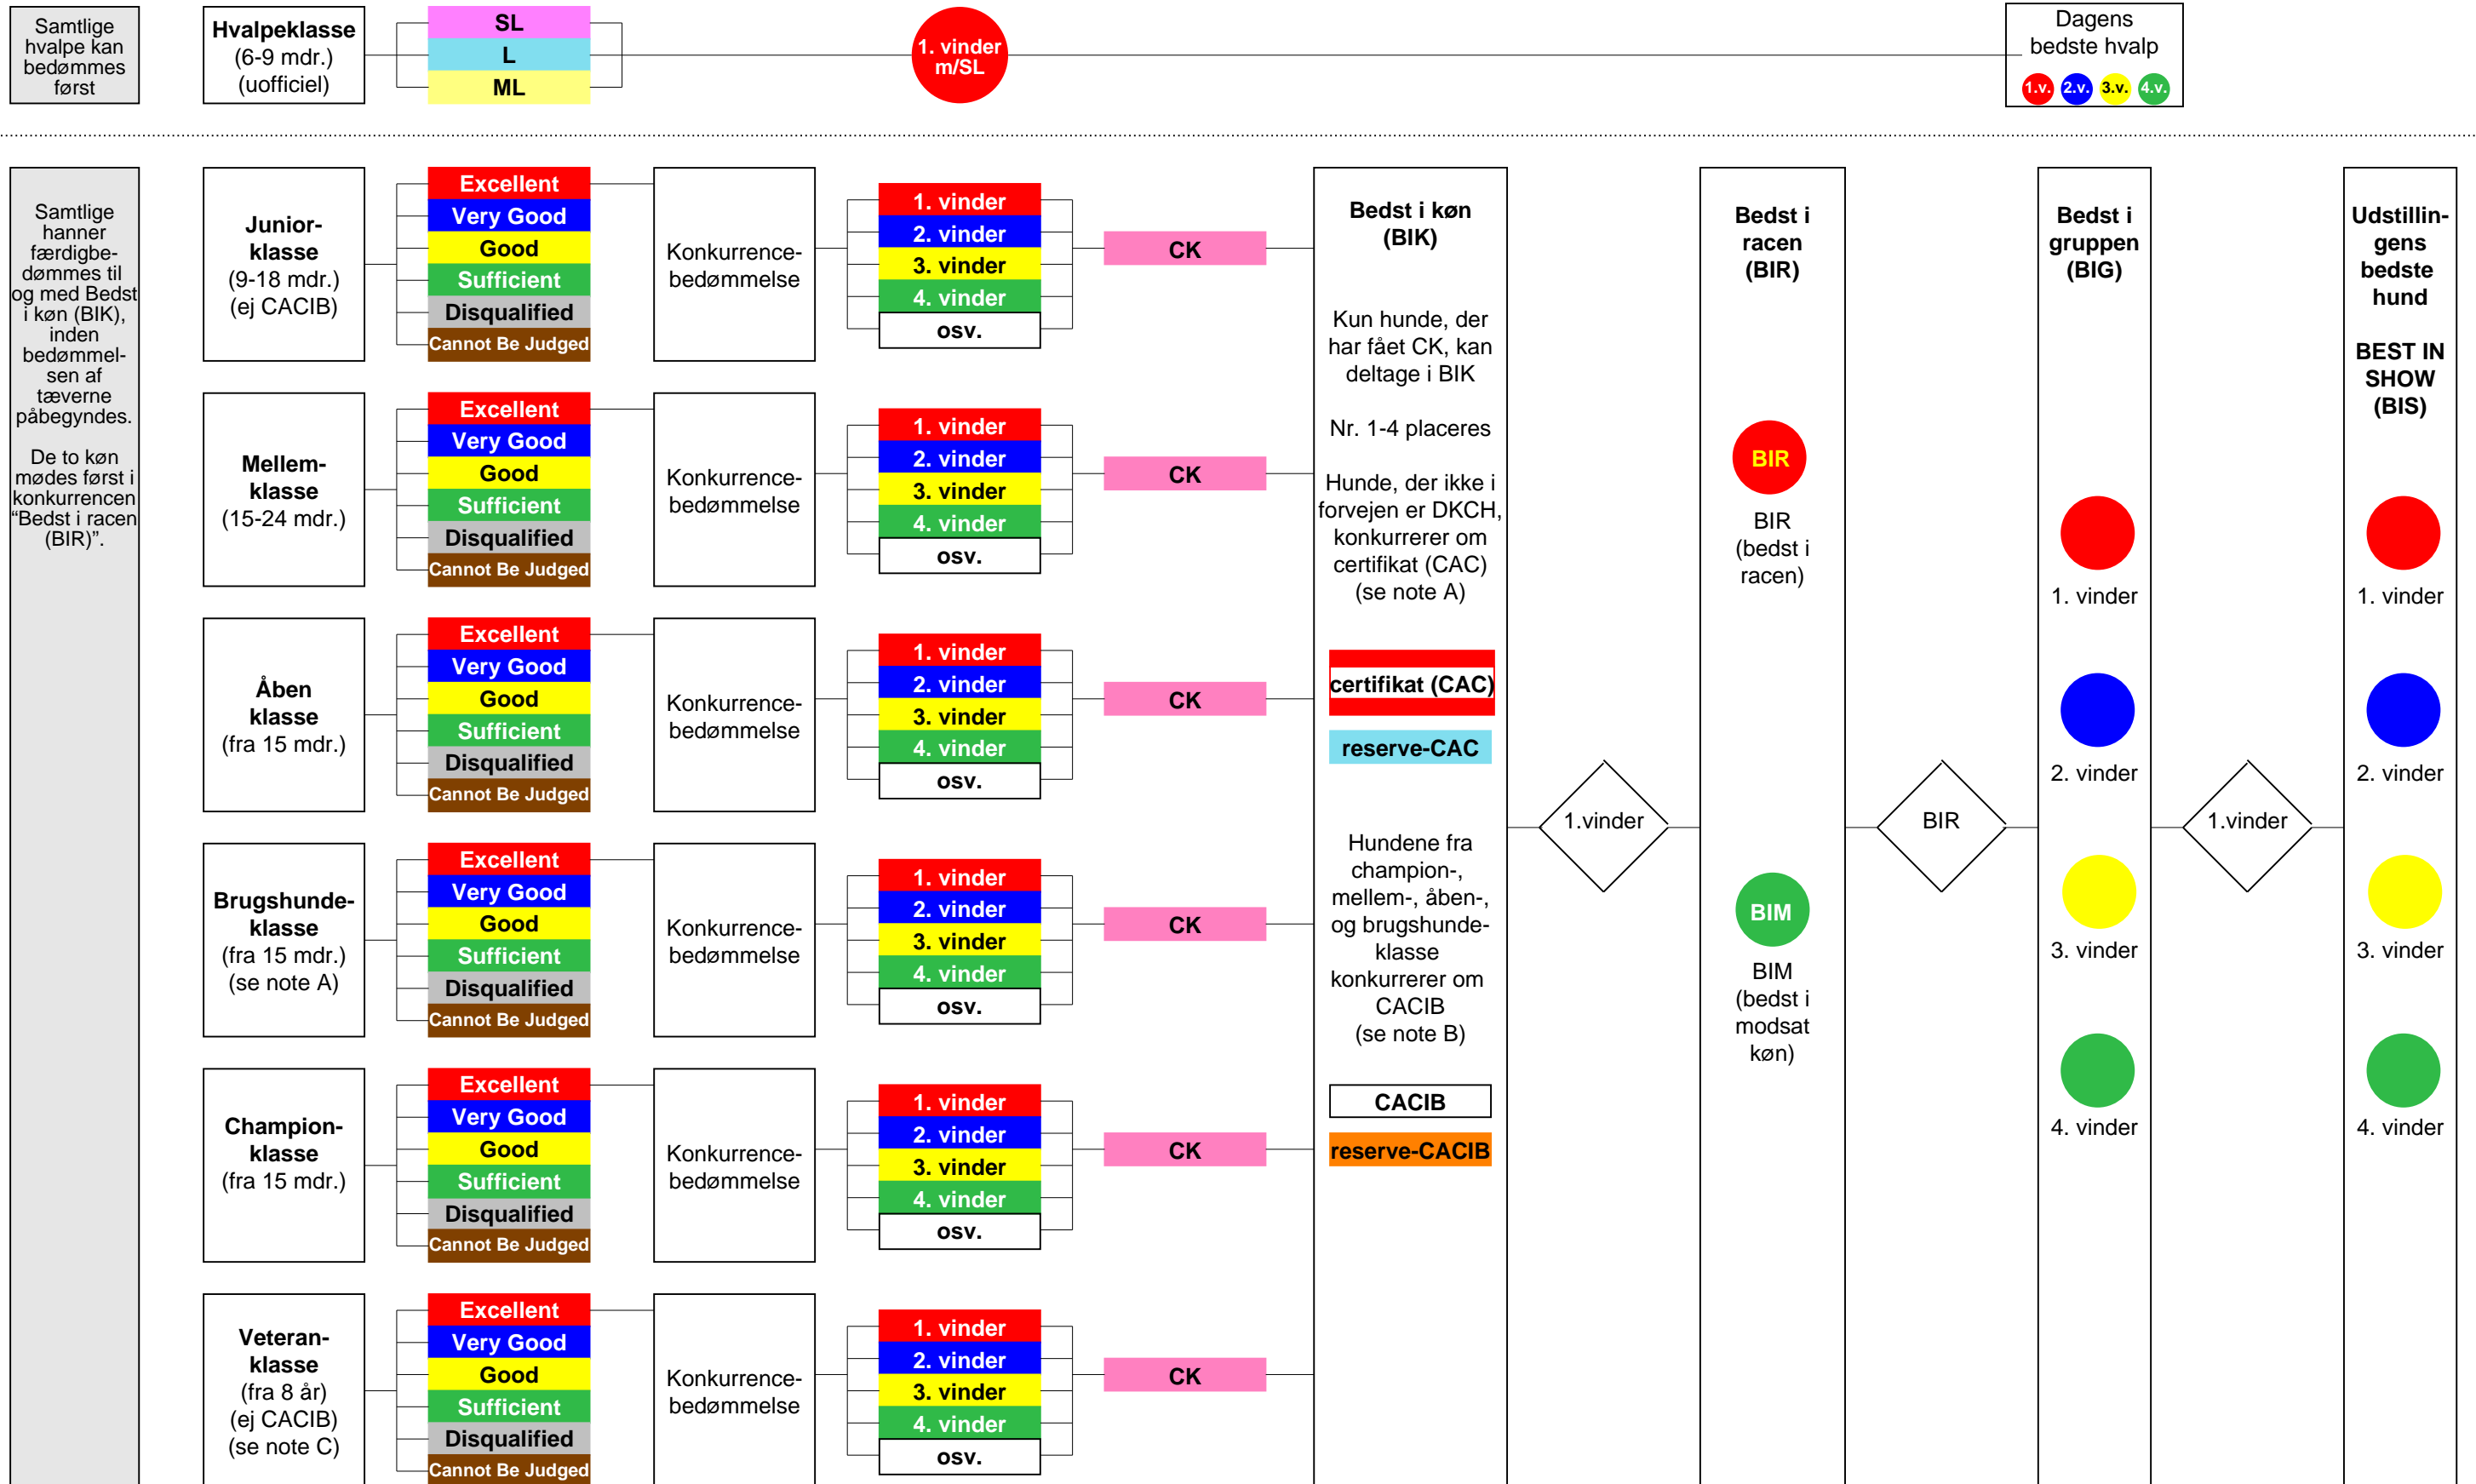 Samtlige
hvalpe kan
bedømmes
først
Hvalpeklasse
(6-9 mdr.)
(uofficiel)
SL
L
ML
1. vinder
m/SL
Dagens
bedste hvalp
1.v.
2.v.
3.v.
4.v.
Samtlige
hanner
færdigbe-
dømmes til
og med Bedst
i køn (BIK),
inden
bedømmel-
sen af
tæverne
påbegyndes.
De to køn
mødes først i
konkurrencen
“Bedst i racen
(BIR)”.
Junior-
klasse
(9-18 mdr.)
(ej CACIB)
Excellent
Very Good
Good
Sufficient
Disqualified
Cannot Be Judged
Konkurrence-
bedømmelse
1. vinder
2. vinder
3. vinder
4. vinder
osv.
CK
Mellem-
klasse
(15-24 mdr.)
Excellent
Very Good
Good
Sufficient
Disqualified
Cannot Be Judged
Konkurrence-
bedømmelse
1. vinder
2. vinder
3. vinder
4. vinder
osv.
CK
Åben
klasse
(fra 15 mdr.)
Excellent
Very Good
Good
Sufficient
Disqualified
Cannot Be Judged
Konkurrence-
bedømmelse
1. vinder
2. vinder
3. vinder
4. vinder
osv.
CK
Brugshunde-
klasse
(fra 15 mdr.)
(se note A)
Excellent
Very Good
Good
Sufficient
Disqualified
Cannot Be Judged
Konkurrence-
bedømmelse
1. vinder
2. vinder
3. vinder
4. vinder
osv.
CK
Champion-
klasse
(fra 15 mdr.)
Excellent
Very Good
Good
Sufficient
Disqualified
Cannot Be Judged
Konkurrence-
bedømmelse
1. vinder
2. vinder
3. vinder
4. vinder
osv.
CK
Veteran-
klasse
(fra 8 år)
(ej CACIB)
(se note C)
Excellent
Very Good
Good
Sufficient
Disqualified
Cannot Be Judged
Konkurrence-
bedømmelse
1. vinder
2. vinder
3. vinder
4. vinder
osv.
CK
Bedst i køn
(BIK)
Kun hunde, der
har fået CK, kan
deltage i BIK
Nr. 1-4 placeres
Hunde, der ikke i
forvejen er DKCH,
konkurrerer om
certifikat (CAC)
(se note A)
certifikat (CAC)
reserve-CAC
Hundene fra
champion-,
mellem-, åben-,
og brugshunde-
klasse
konkurrerer om
CACIB
(se note B)
CACIB
reserve-CACIB
1.vinder
Bedst i
racen
(BIR)
BIR
BIR
(bedst i
racen)
BIM
BIM
(bedst i
modsat
køn)
BIR
Bedst i
gruppen
(BIG)
1. vinder
2. vinder
3. vinder
4. vinder
1.vinder
Udstillin-
gens
bedste
hund
BEST IN
SHOW
(BIS)
1. vinder
2. vinder
3. vinder
4. vinder